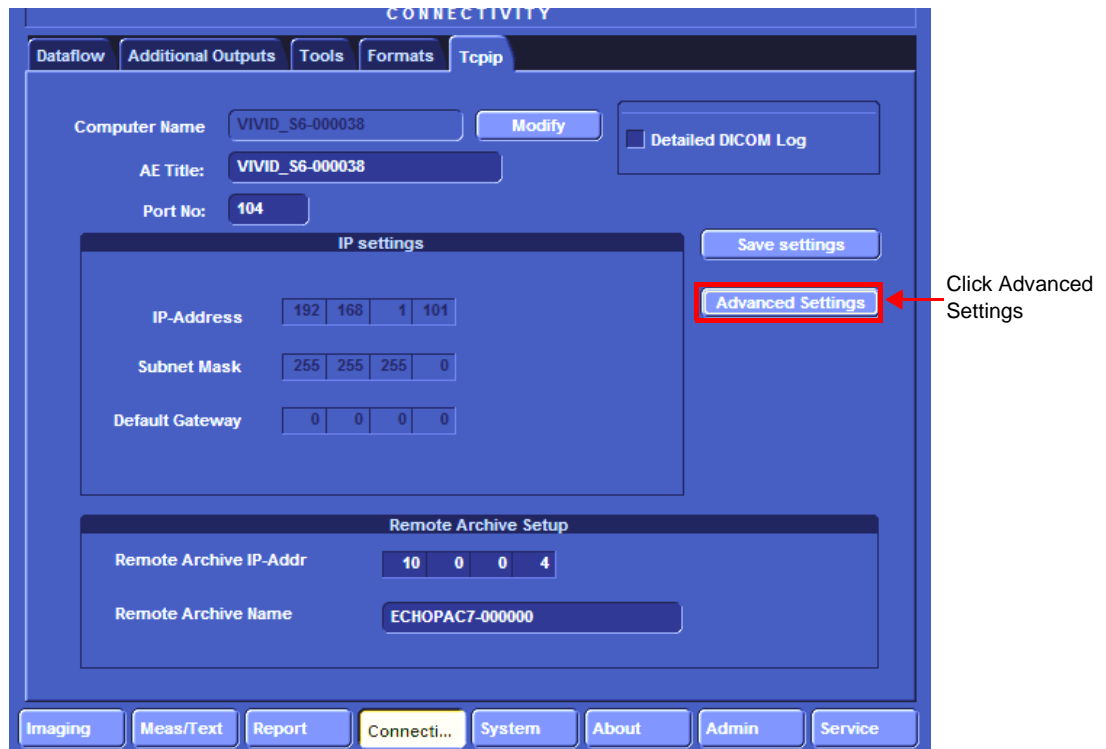 CONNECTIVITY
Dataflow Additional Outputs Tools Formats Tcpip
Computer Name VIVID_S6-000038 Modify
Detailed DICOM Log
AE Title: VIVID_S6-000038
Port No: 104
IP settings
Save settings
IP-Address 192 168 1 101
Advanced Settings
Click Advanced
Settings
Subnet Mask 255 255 255 0
Default Gateway 0 0 0 0
Remote Archive Setup
Remote Archive IP-Addr 10 0 0 4
Remote Archive Name ECHOPAC7-000000
Imaging Meas/Text Report Connecti... System About Admin Service